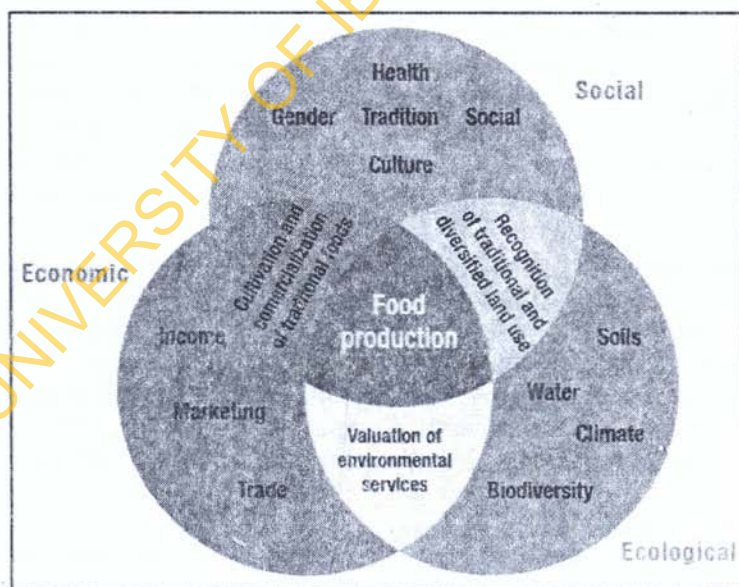 UNIVERSITY OF
Social
Health
Gender Tradition Social
Culture
Economic
Cultivation and
comercialization
of traditional foods
Recognition
of traditional and
diversified land use
Food
production
Income
Marketing
Trade
Soils
Water
Climate
Biodiversity
Valuation of
environmental
services
Ecological